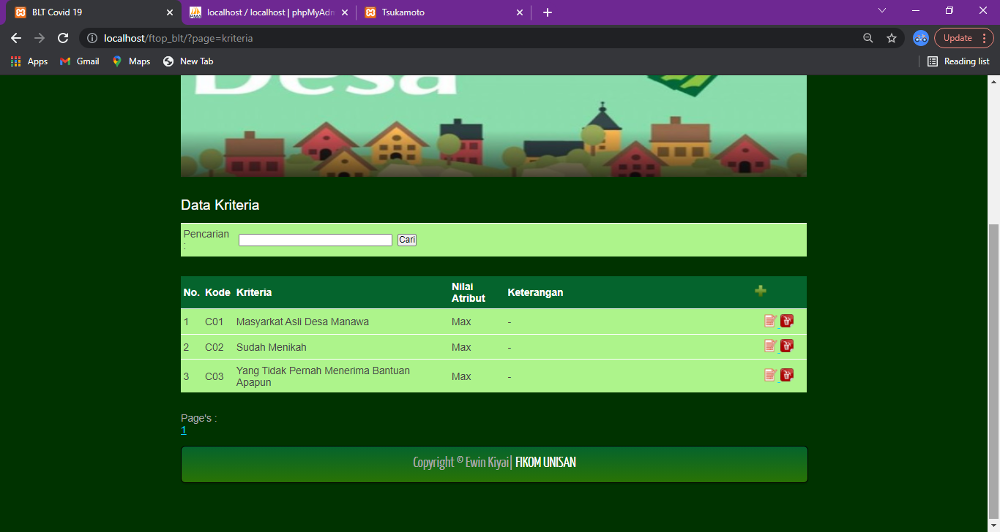 BLT Covid 19
localhost / localhost | phpMyAdn
Tsukamoto
localhost/ftop_blt/?page=kriteria
Update
Apps
Gmail
Maps
New Tab
Reading list
Desa
Data Kriteria
Pencarian
:
Cari
No. Kode Kriteria Nilai Atribut Keterangan
1 C01 Masyarkat Asli Desa Manawa Max -
2 C02 Sudah Menikah Max -
3 C03 Yang Tidak Pernah Menerima Bantuan Apapun Max -
Page's :
1
Copyright © Ewin Kiyai| FIKOM UNISAN